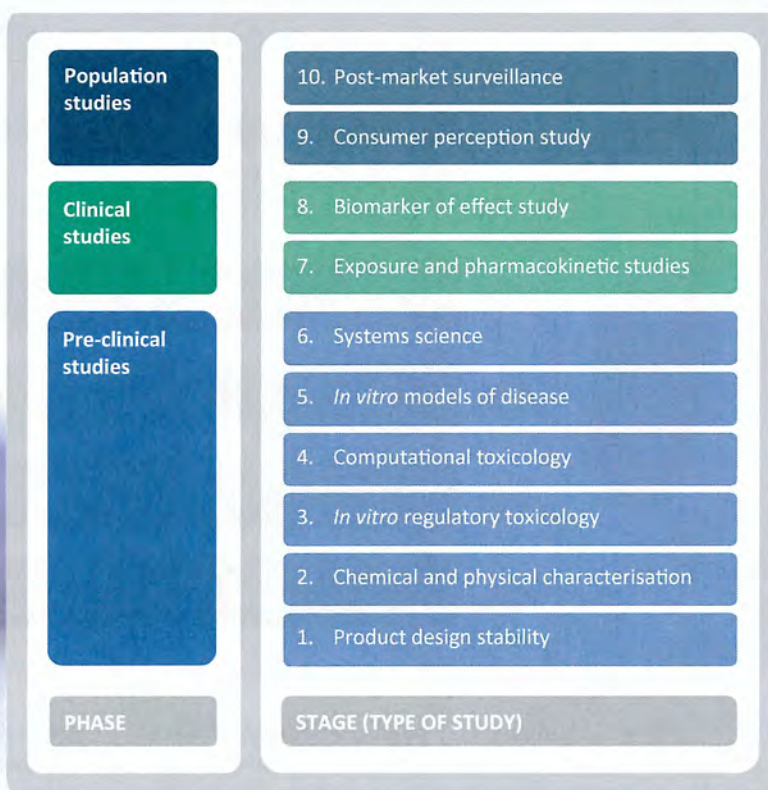 Population
studies
10. Post-market surveillance
9. Consumer perception study
Clinical
studies
8. Biomarker of effect study
7. Exposure and pharmacokinetic studies
Pre-clinical
studies
6. Systems science
5. In vitro models of disease
4. Computational toxicology
3. In vitro regulatory toxicology
2. Chemical and physical characterisation
1. Product design stability
PHASE
STAGE (TYPE OF STUDY)